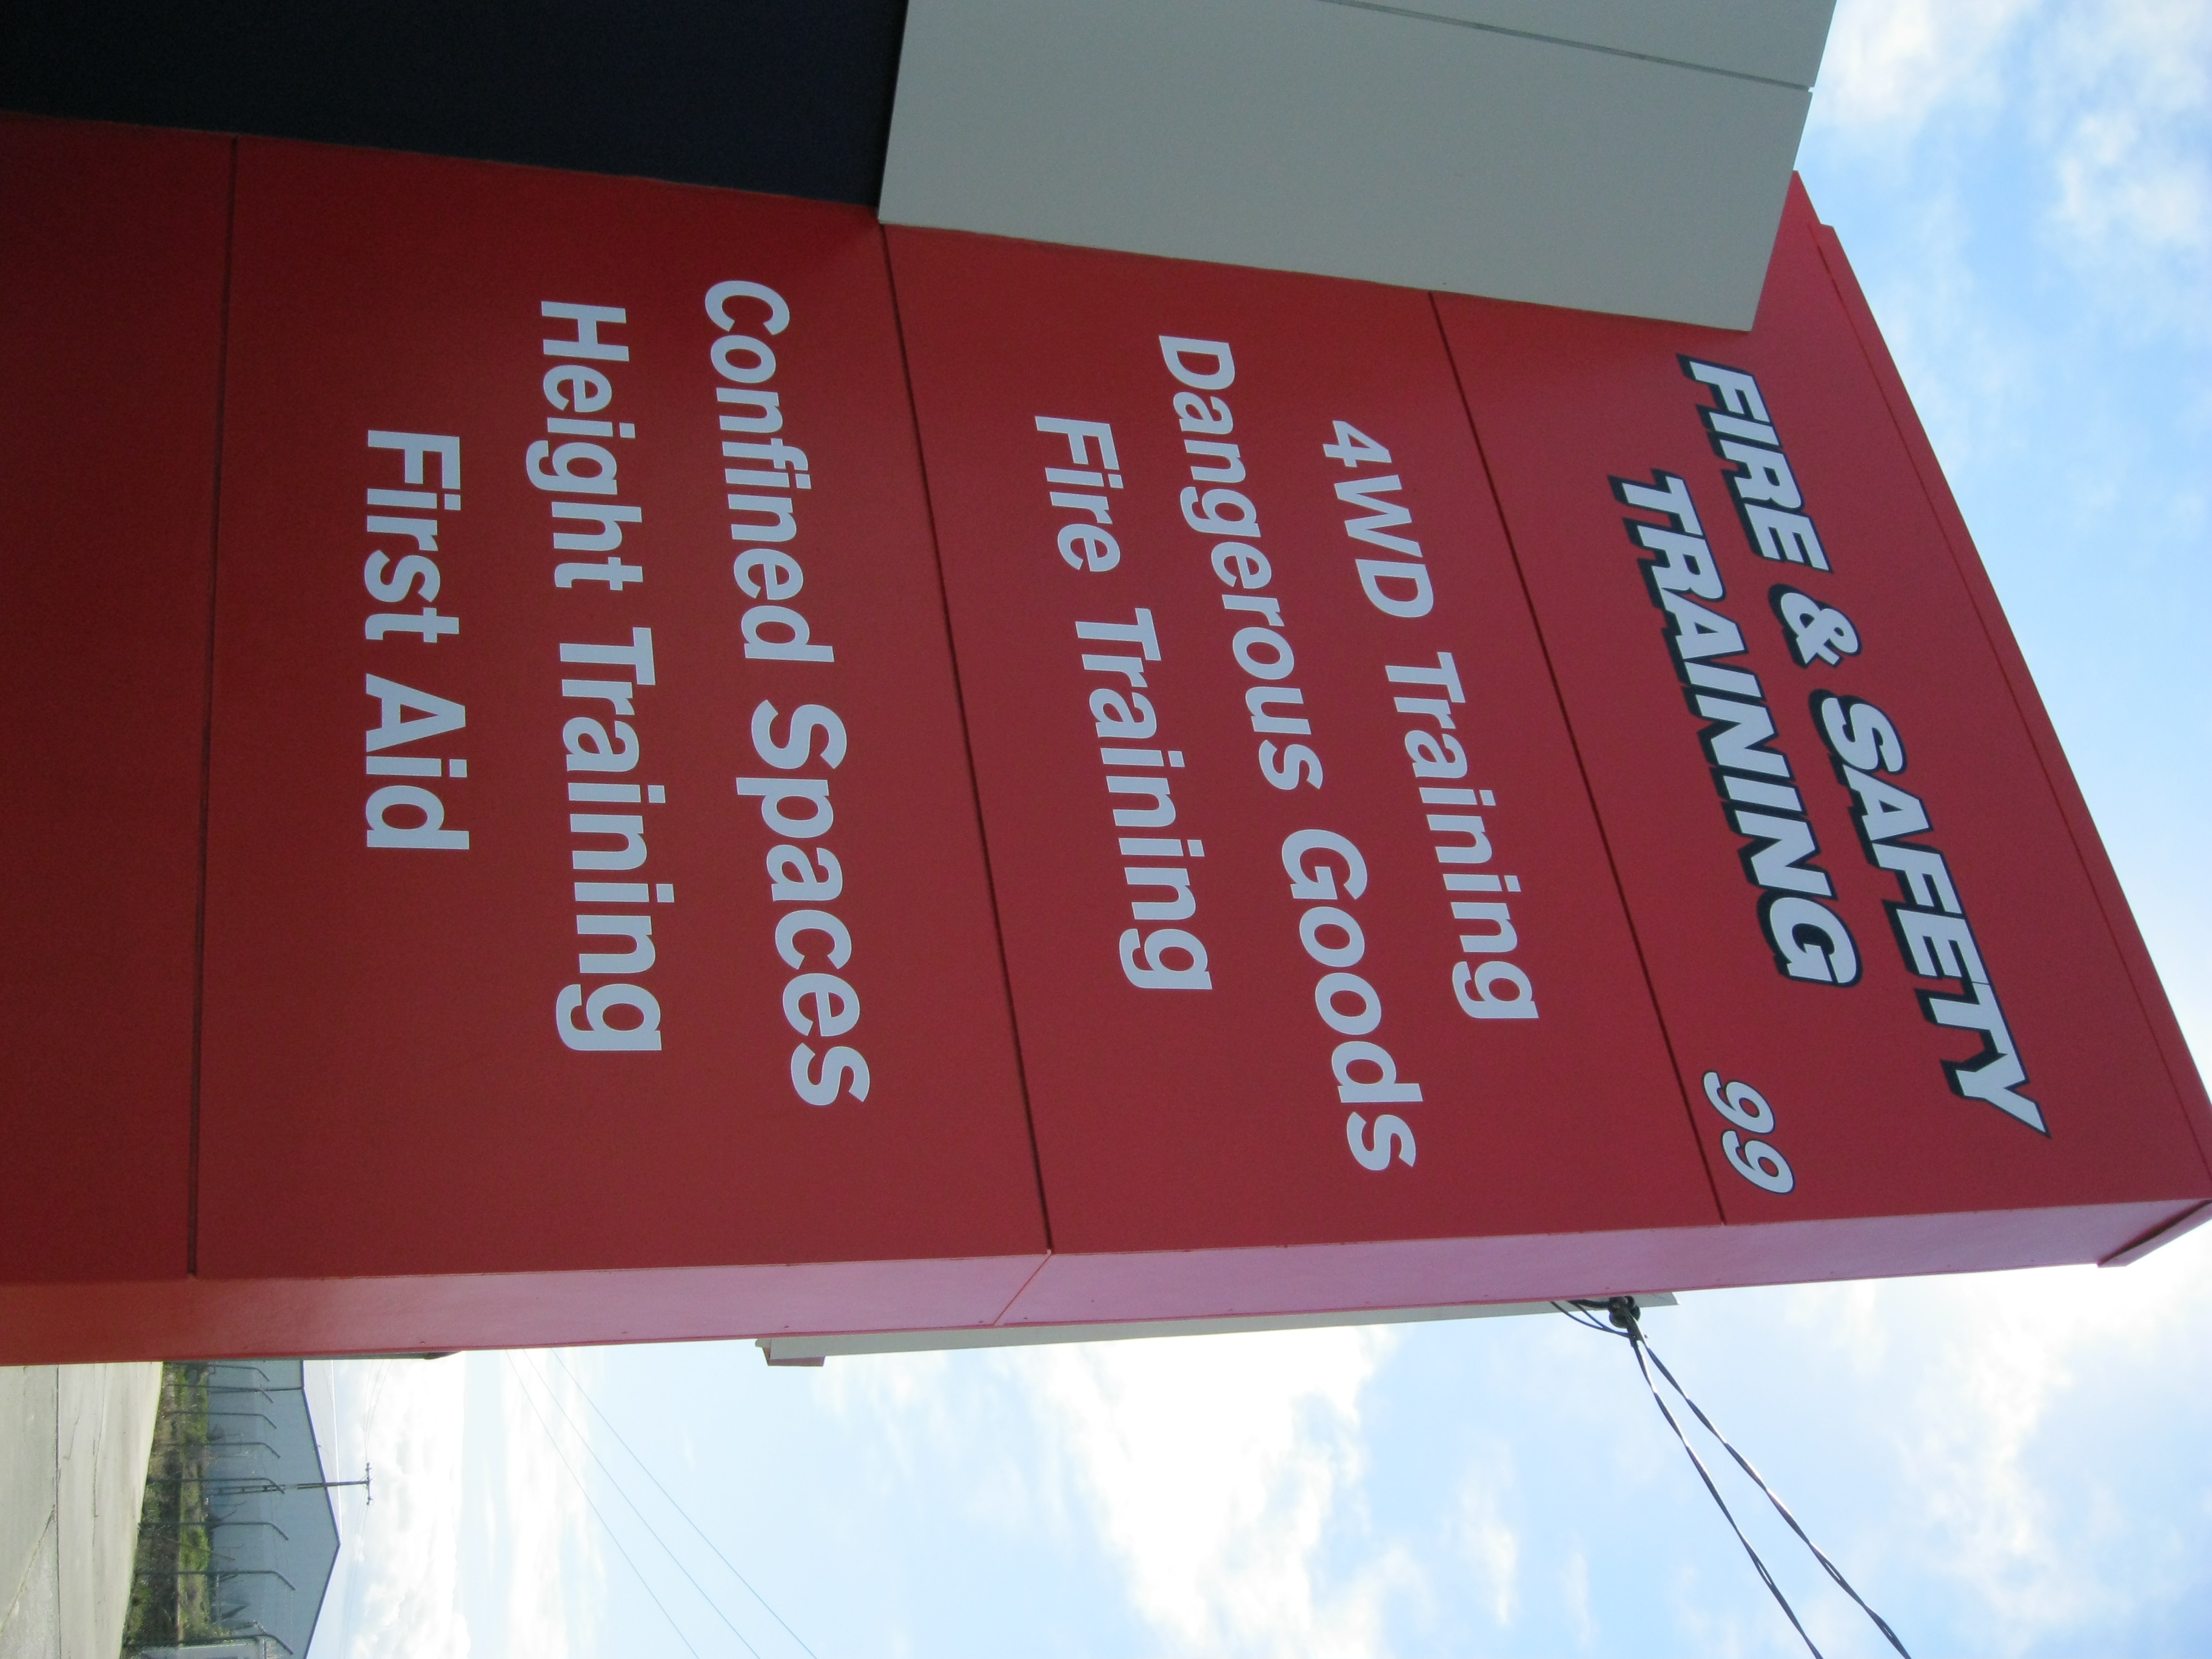 FIRE & SAFETY
TRAINING
99
4WD Training
Dangerous Goods
Fire Training
Confined Spaces
Height Training
First Aid